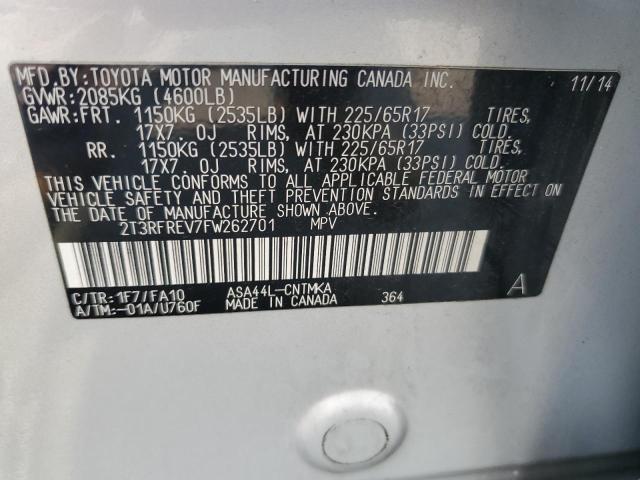 MFD.BY:TOYOTA MOTOR MANUFACTURING CANADA INC. 11/14
GVWR:2085KG (4600LB)
GAWR:FRT. 1150KG (2535LB) WITH 225/65R17 TIRES,
17X7.0J RIMS, AT 230KPA (33PSI) COLD.
RR. 1150KG (2535LB) WITH 225/65R17 TIRES,
17X7.0J RIMS, AT 230KPA (33PSI) COLD.
THIS VEHICLE CONFORMS TO ALL APPLICABLE FEDERAL MOTOR
VEHICLE SAFETY AND THEFT PREVENTION STANDARDS IN EFFECT ON
THE DATE OF MANUFACTURE SHOWN ABOVE.
2T3RFREV7FW262701 MPV
C/TR:1F7/FA10 ASA44L-CNTMKA 364 A
A/TM:-01A/U760F MADE IN CANADA